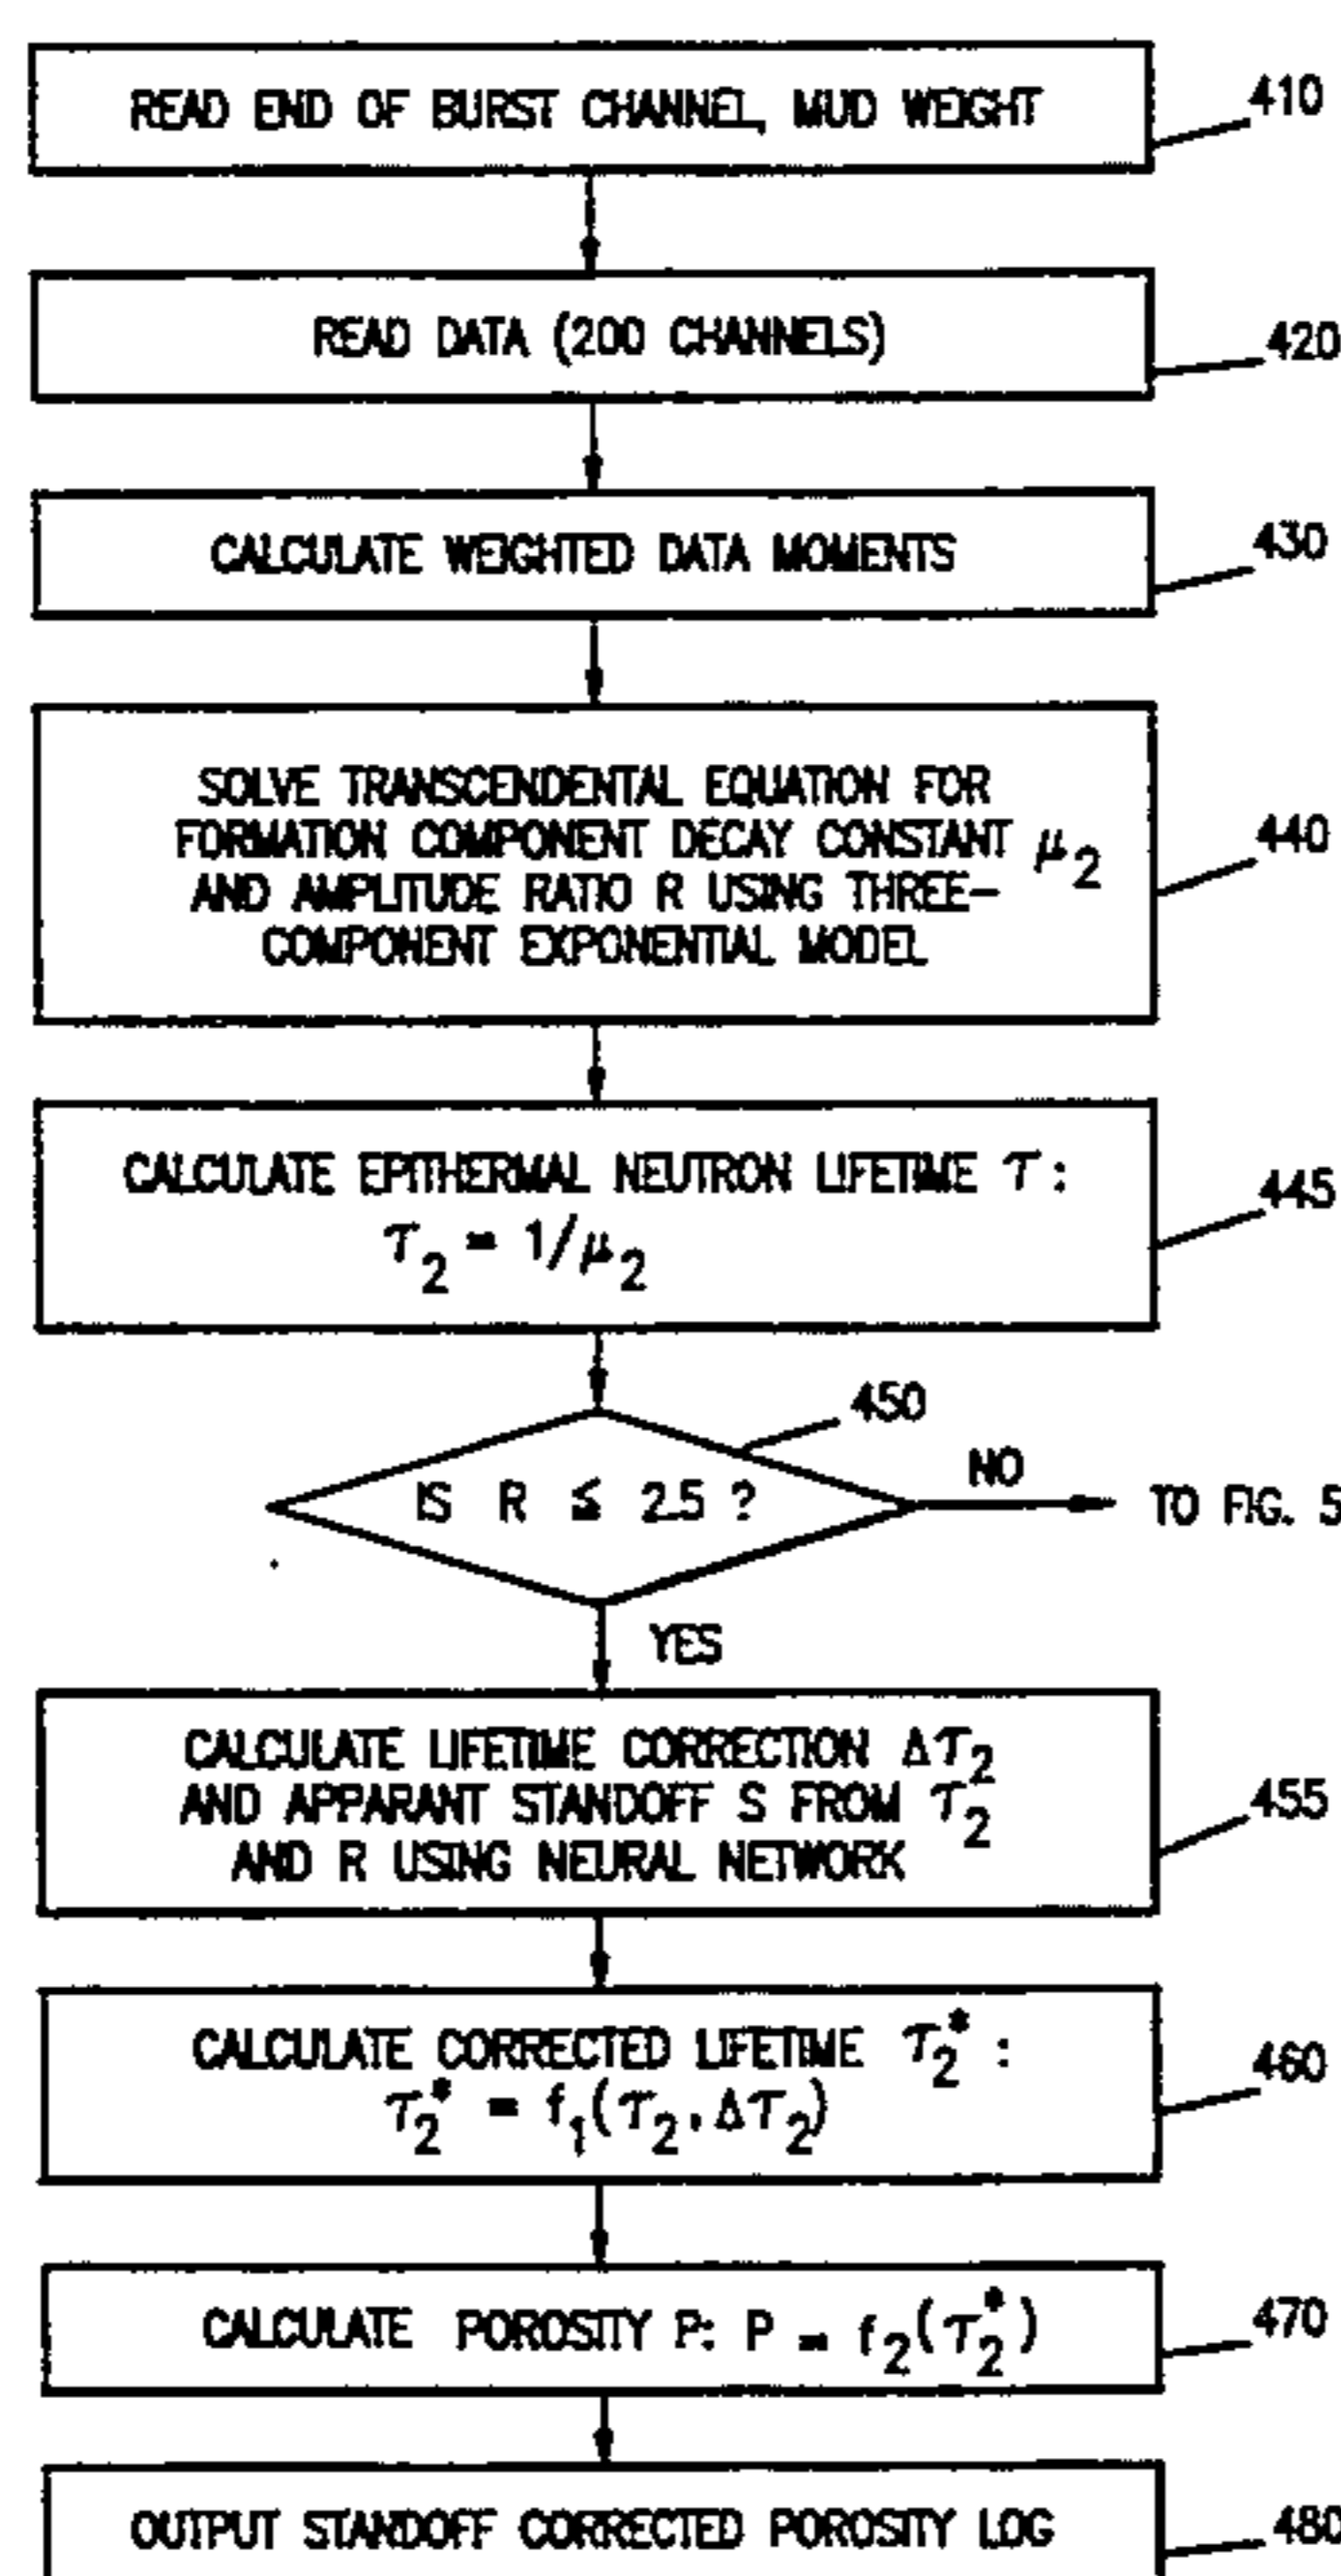 READ END OF BURST CHANNEL, MUD WEIGHT
410
READ DATA (200 CHANNELS)
420
CALCULATE WEIGHTED DATA MOMENTS
430
SOLVE TRANSCENDENTAL EQUATION FOR
FORMATION COMPONENT DECAY CONSTANT μ2
AND AMPLITUDE RATIO R USING THREE-
COMPONENT EXPONENTIAL MODEL
440
CALCULATE EPITHERMAL NEUTRON LIFETIME τ:
τ2 = 1/μ2
445
450
IS R ≦ 2.5 ?
NO
TO FIG. 5
YES
CALCULATE LIFETIME CORRECTION Δτ2
AND APPARANT STANDOFF S FROM τ2
AND R USING NEURAL NETWORK
455
CALCULATE CORRECTED LIFETIME τ2*:
τ2* = f1(τ2, Δτ2)
460
CALCULATE POROSITY P: P = f2(τ2*)
470
OUTPUT STANDOFF CORRECTED POROSITY LOG
480